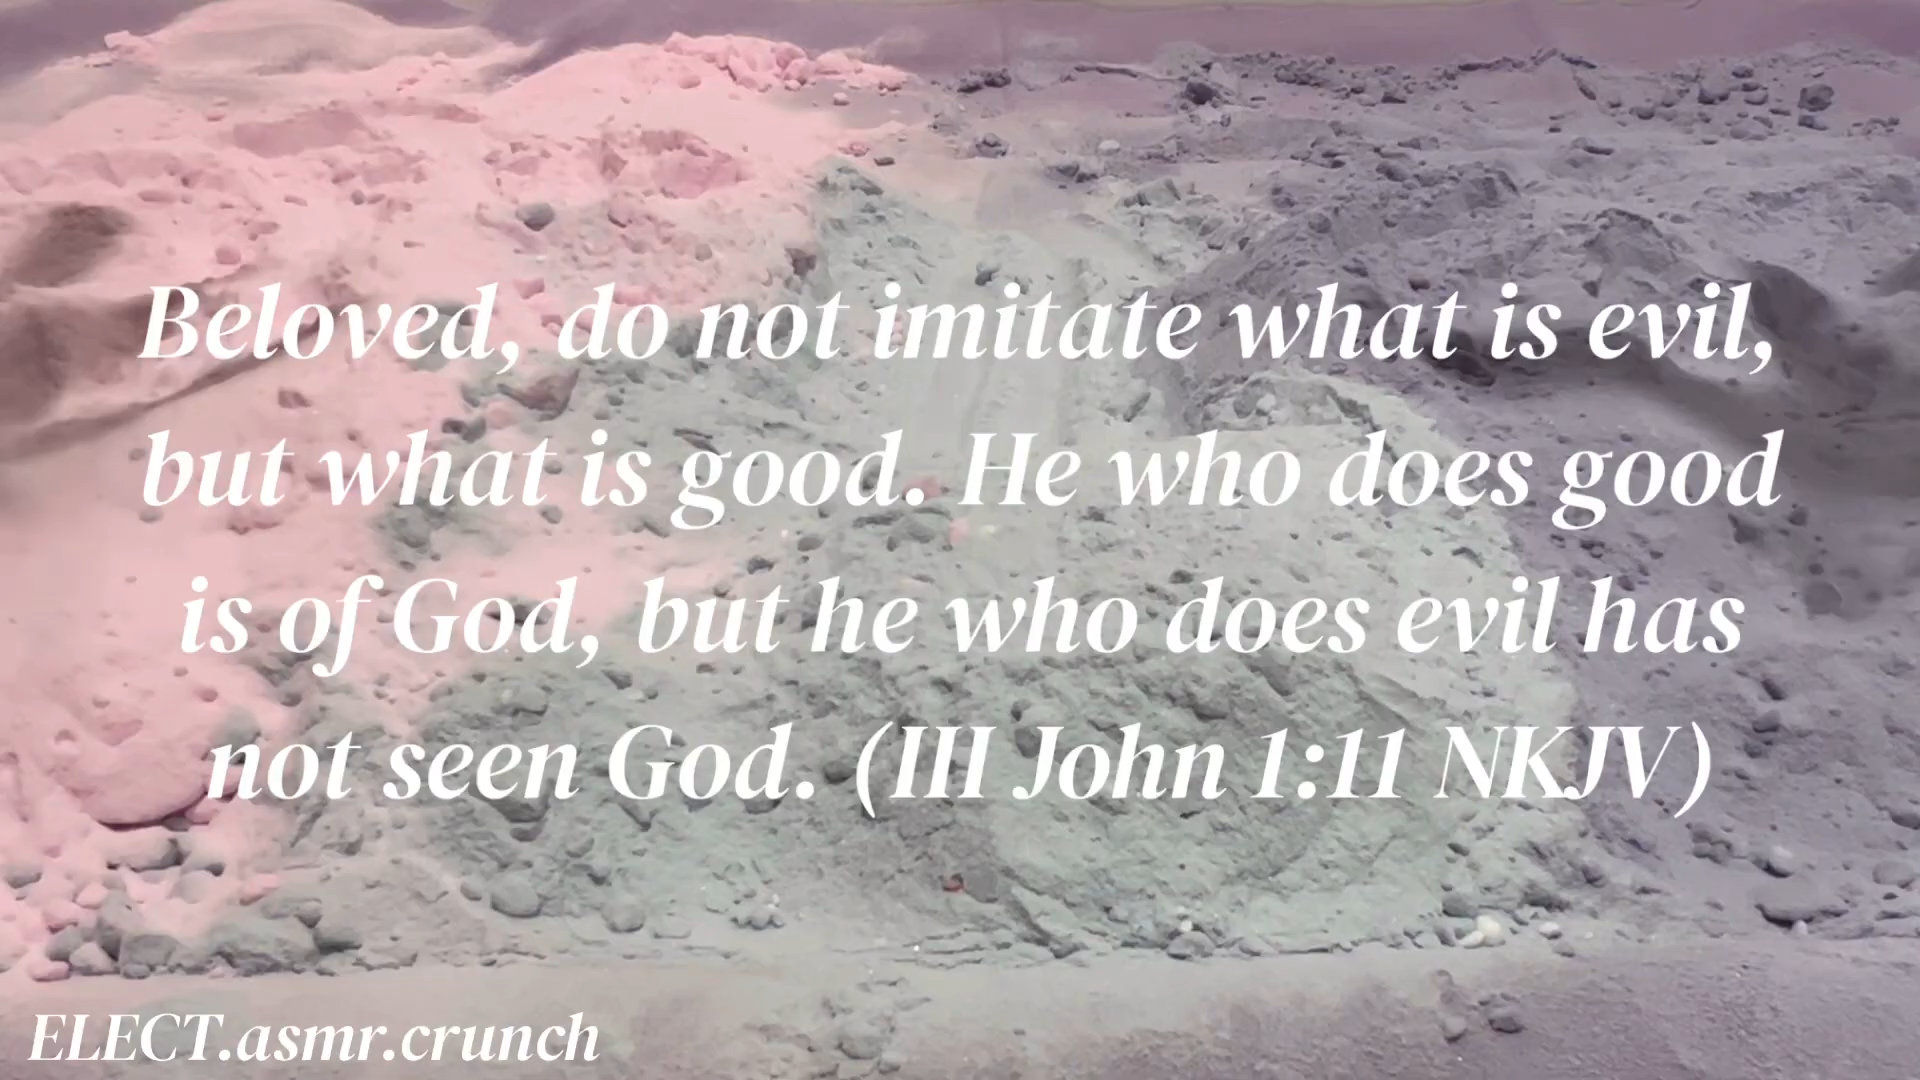 Beloved, do not imitate what is evil,
but what is good. He who does good
is of God, but he who does evil has
not seen God. (III John 1:11 NKJV)
ELECT.asmr.crunch